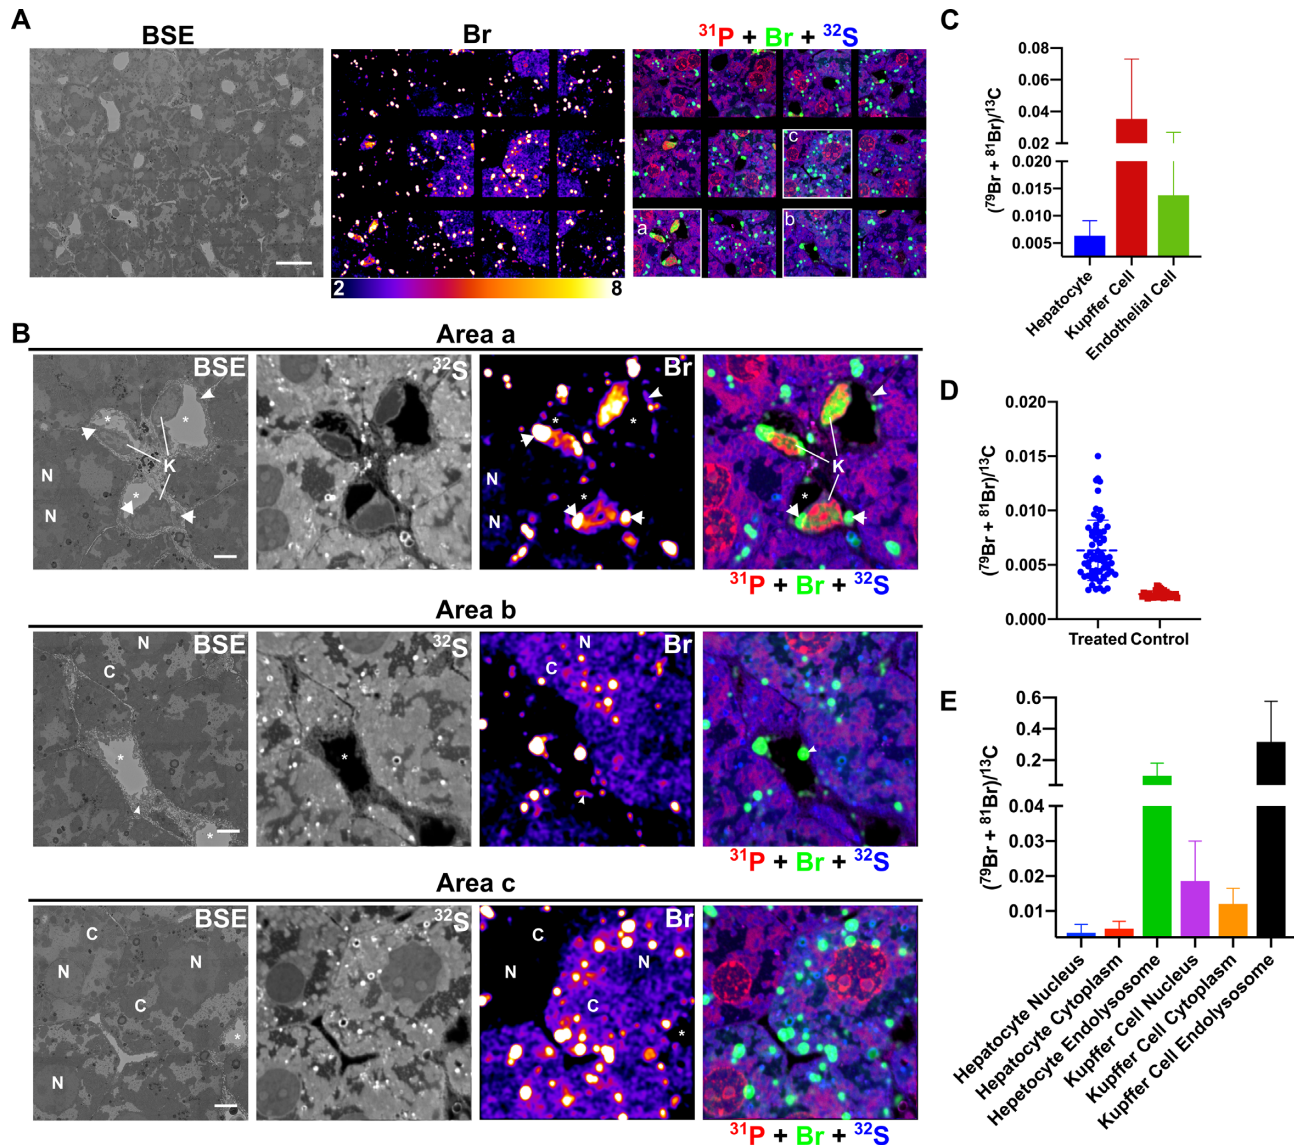 A
BSE
Br
³¹P + Br + ³²S
2
8
a
b
c
B
Area a
BSE
³²S
Br
*
*
*
K
N
N
*
*
*
N
N
K
*
³¹P + Br + ³²S
Area b
BSE
³²S
Br
N
C
*
*
*
N
C
³¹P + Br + ³²S
Area c
BSE
³²S
Br
C
N
N
C
*
N
C
N
N
C
*
³¹P + Br + ³²S
C
(⁷⁹Br + ⁸¹Br)/¹³C
0.08
0.06
0.04
0.02
0.020
0.015
0.010
0.005
Hepatocyte
Kupffer Cell
Endothelial Cell
D
(⁷⁹Br + ⁸¹Br)/¹³C
0.020
0.015
0.010
0.005
0.000
Treated Control
E
(⁷⁹Br + ⁸¹Br)/¹³C
0.6
0.4
0.2
0.04
0.03
0.02
0.01
Hepatocyte Nucleus
Hepatocyte Cytoplasm
Hepetocyte Endolysosome
Kupffer Cell Nucleus
Kupffer Cell Cytoplasm
Kupffer Cell Endolysosome